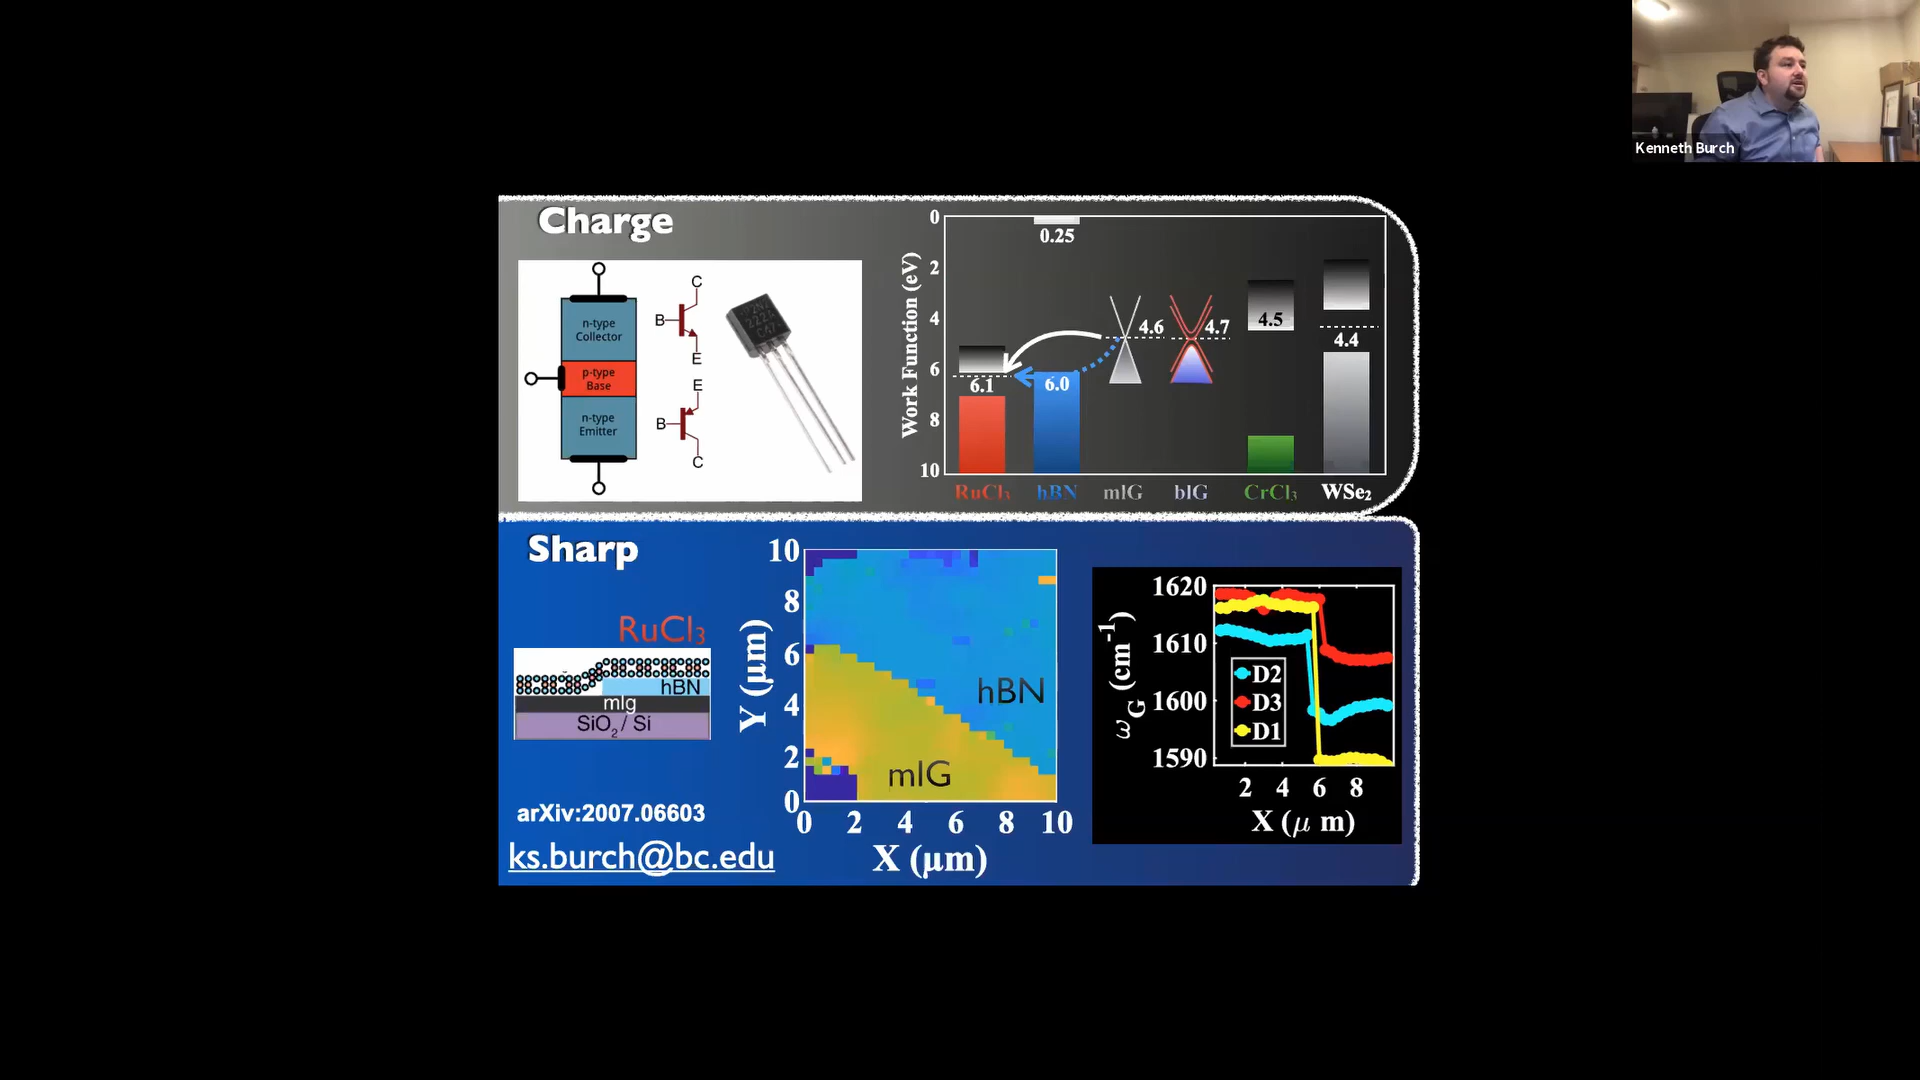 Kenneth Burch
Charge
n-type
Collector
p-type
Base
n-type
Emitter
C
B
E
E
B
C
Work Function (eV)
0
2
4
6
8
10
0.25
6.1
6.0
4.6
4.7
4.5
4.4
RuCl₃
hBN
mlG
blG
CrCl₃
WSe₂
Sharp
RuCl₃
hBN
mlg
SiO₂/ Si
arXiv:2007.06603
ks.burch@bc.edu
Y (μm)
10
8
6
4
2
0
hBN
mlG
0 2 4 6 8 10
X (μm)
ω_G (cm⁻¹)
1620
1610
1600
1590
D2
D3
D1
2 4 6 8
X (μ m)